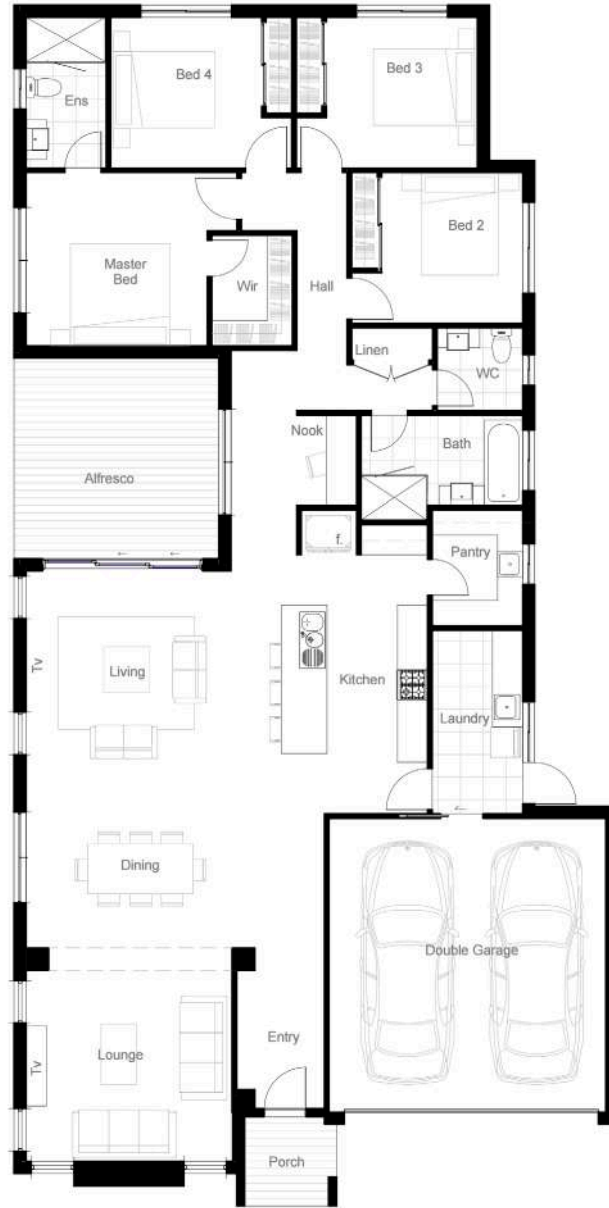 Bed 4
Bed 3
Ens
Bed 2
Master
Bed
Wir
Hall
Linen
WC
Nook
Bath
Alfresco
f.
Pantry
Tv
Living
Kitchen
Laundry
Dining
Double Garage
Entry
Tv
Lounge
Porch